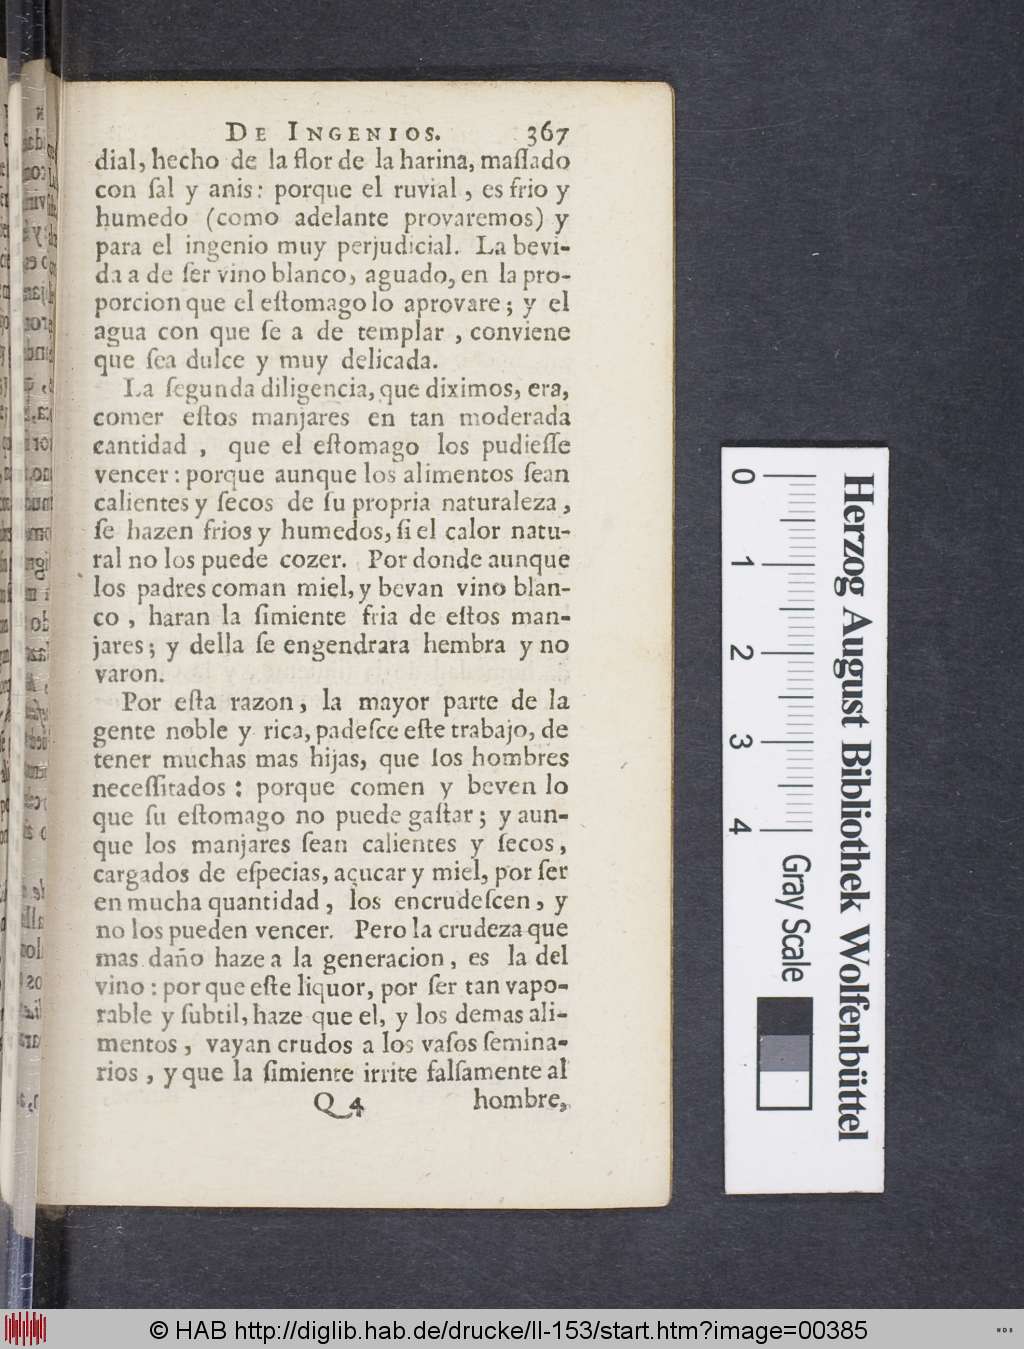 DE INGENIOS. 367
dial, hecho de la flor de la harina, maſſado
con ſal y anis: porque el ruvial, es frio y
humedo (como adelante provaremos) y
para el ingenio muy perjudicial. La bevi-
da a de ſer vino blanco, aguado, en la pro-
porcion que el eſtomago lo aprovare; y el
agua con que ſe a de templar, conviene
que ſea dulce y muy delicada.
La ſegunda diligencia, que diximos, era,
comer eſtos manjares en tan moderada
cantidad, que el eſtomago los pudieſſe
vencer: porque aunque los alimentos ſean
calientes y ſecos de ſu propria naturaleza,
ſe hazen frios y humedos, ſi el calor natu-
ral no los puede cozer. Por donde aunque
los padres coman miel, y bevan vino blan-
co, haran la ſimiente fria de eſtos man-
jares; y della ſe engendrara hembra y no
varon.
Por eſta razon, la mayor parte de la
gente noble y rica, padeſce eſte trabajo, de
tener muchas mas hijas, que los hombres
neceſſitados: porque comen y beven lo
que ſu eſtomago no puede gaſtar; y aun-
que los manjares ſean calientes y ſecos,
cargados de eſpecias, açucar y miel, por ſer
en mucha quantidad, los encrudeſcen, y
no los pueden vencer. Pero la crudeza que
mas daño haze a la generacion, es la del
vino: por que eſte liquor, por ſer tan vapo-
rable y ſubtil, haze que el, y los demas ali-
mentos, vayan crudos a los vaſos ſemina-
rios, y que la ſimiente irrite falſamente al
Q 4 hombre,
Herzog August Bibliothek Wolfenbüttel
0 1 2 3 4 Gray Scale
© HAB http://diglib.hab.de/drucke/ll-153/start.htm?image=00385